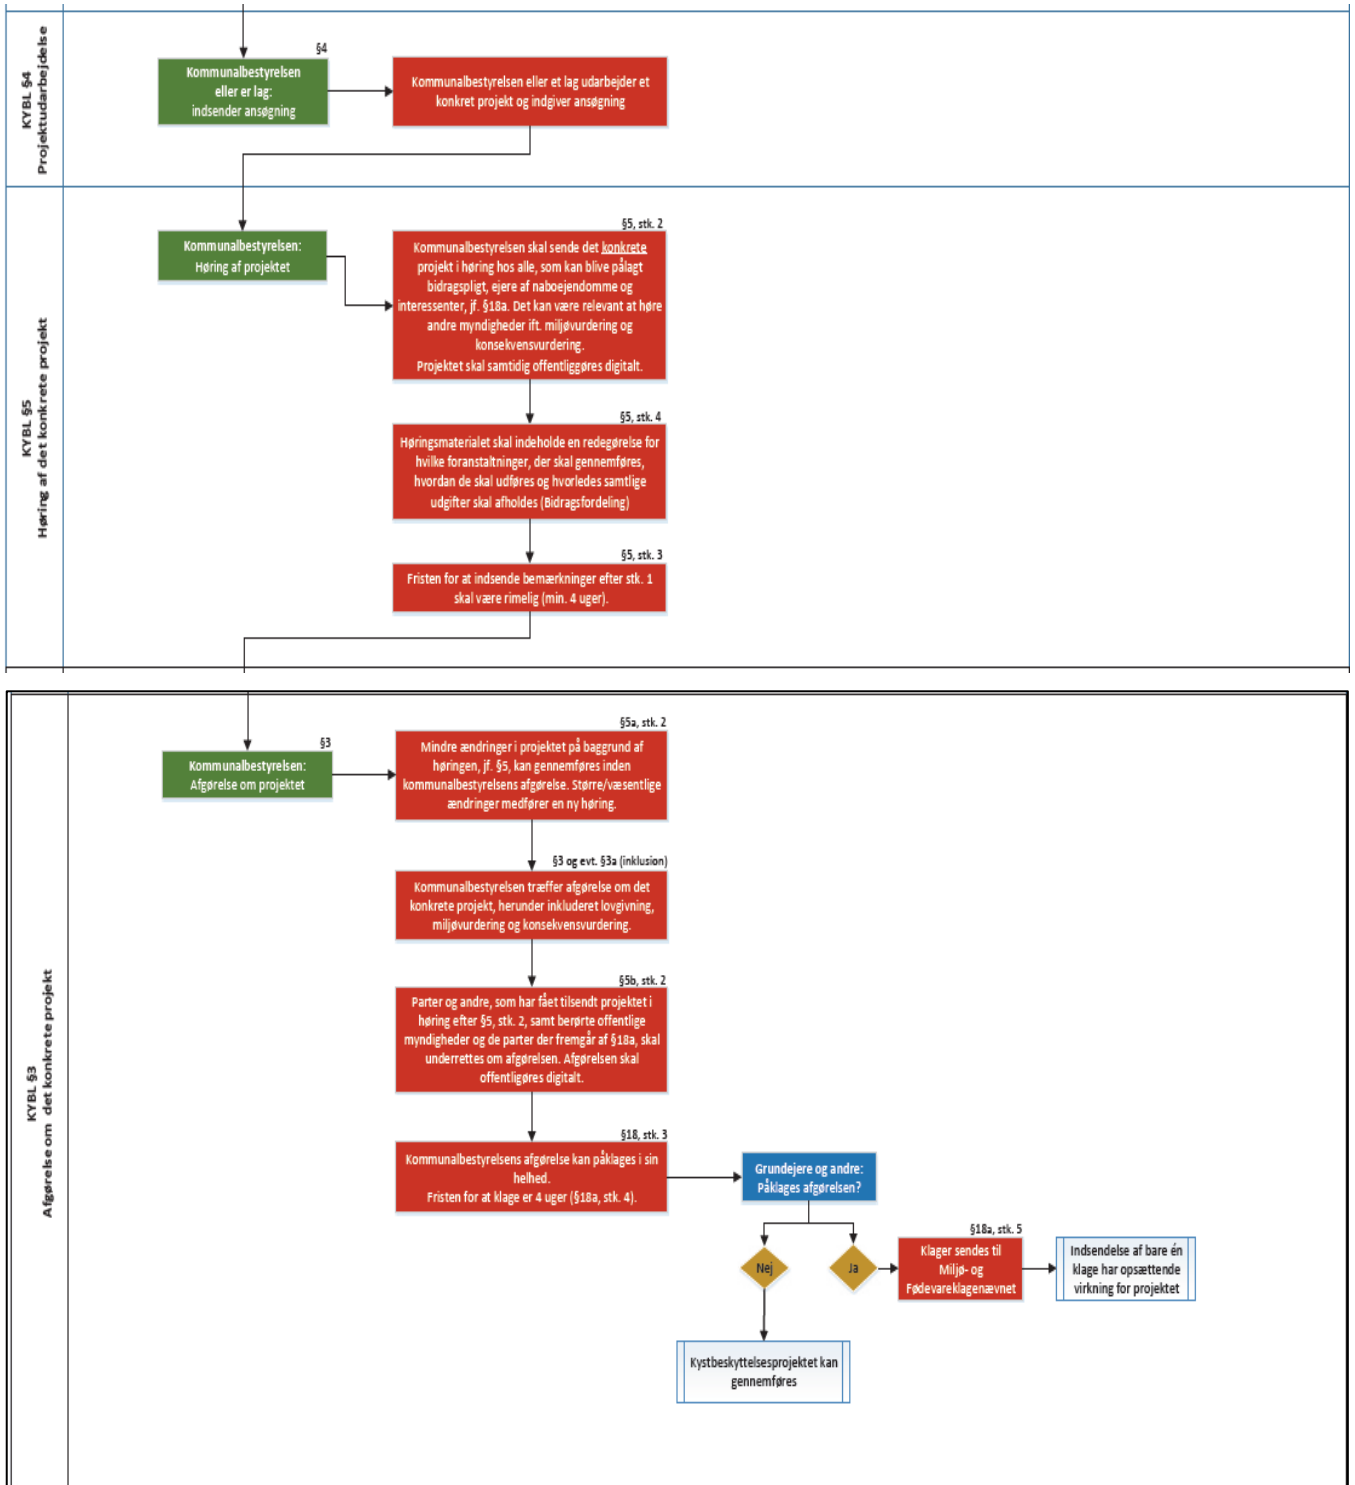 KYBL §4
Projektudarbejdelse
§4
Kommunalbestyrelsen
eller er lag:
indsender ansøgning
Kommunalbestyrelsen eller et lag udarbejder et
konkret projekt og indgiver ansøgning
KYBL §5
Høring af det konkrete projekt
Kommunalbestyrelsen:
Høring af projektet
§5, stk. 2
Kommunalbestyrelsen skal sende det konkrete
projekt i høring hos alle, som kan blive pålagt
bidragspligt, ejere af naboejendomme og
interessenter, jf. §18a. Det kan være relevant at høre
andre myndigheder ift. miljøvurdering og
konsekvensvurdering.
Projektet skal samtidig offentliggøres digitalt.
§5, stk. 4
Høringsmaterialet skal indeholde en redegørelse for
hvilke foranstaltninger, der skal gennemføres,
hvordan de skal udføres og hvorledes samtlige
udgifter skal afholdes (Bidragsfordeling)
§5, stk. 3
Fristen for at indsende bemærkninger efter stk. 1
skal være rimelig (min. 4 uger).
KYBL §3
Afgørelse om det konkrete projekt
§3
Kommunalbestyrelsen:
Afgørelse om projektet
§5a, stk. 2
Mindre ændringer i projektet på baggrund af
høringen, jf. §5, kan gennemføres inden
kommunalbestyrelsens afgørelse. Større/væsentlige
ændringer medfører en ny høring.
§3 og evt. §3a (inklusion)
Kommunalbestyrelsen træffer afgørelse om det
konkrete projekt, herunder inkluderet lovgivning,
miljøvurdering og konsekvensvurdering.
§5b, stk. 2
Parter og andre, som har fået tilsendt projektet i
høring efter §5, stk. 2, samt berørte offentlige
myndigheder og de parter der fremgår af §18a, skal
underrettes om afgørelsen. Afgørelsen skal
offentligøres digitalt.
§18, stk. 3
Kommunalbestyrelsens afgørelse kan påklages i sin
helhed.
Fristen for at klage er 4 uger (§18a, stk. 4).
Grundejere og andre:
Påklages afgørelsen?
Nej
Ja
§18a, stk. 5
Klager sendes til
Miljø- og
Fødevareklagenævnet
Indsendelse af bare én
klage har opsættende
virkning for projektet
Kystbeskyttelsesprojektet kan
gennemføres